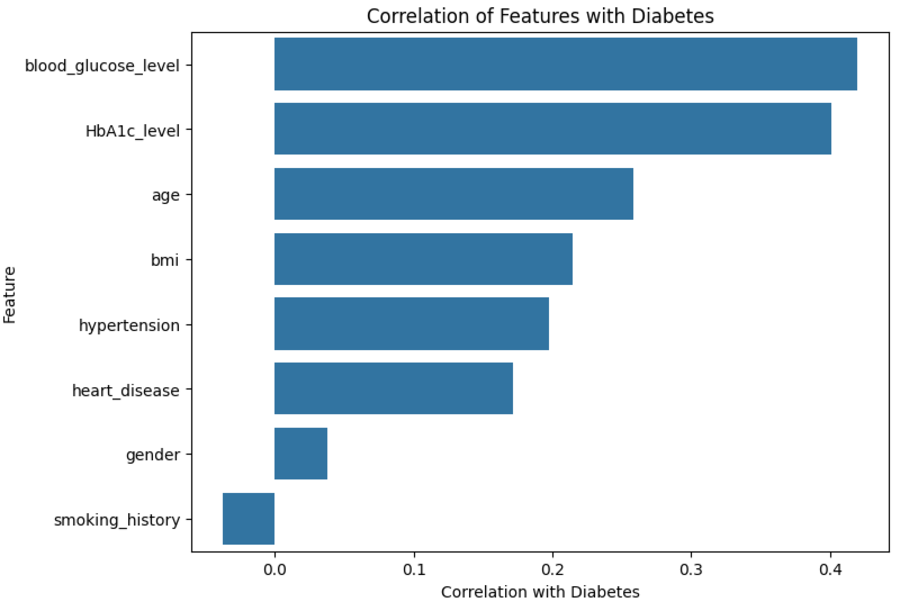 Correlation of Features with Diabetes
blood_glucose_level
HbA1c_level
age
bmi
hypertension
heart_disease
gender
smoking_history
Feature
0.0 0.1 0.2 0.3 0.4
Correlation with Diabetes